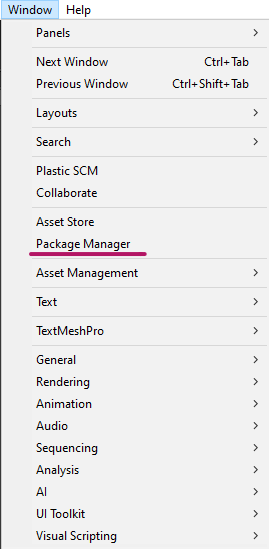 Window Help
Panels
Next Window Ctrl+Tab
Previous Window Ctrl+Shift+Tab
Layouts
Search
Plastic SCM
Collaborate
Asset Store
Package Manager
Asset Management
Text
TextMeshPro
General
Rendering
Animation
Audio
Sequencing
Analysis
AI
UI Toolkit
Visual Scripting